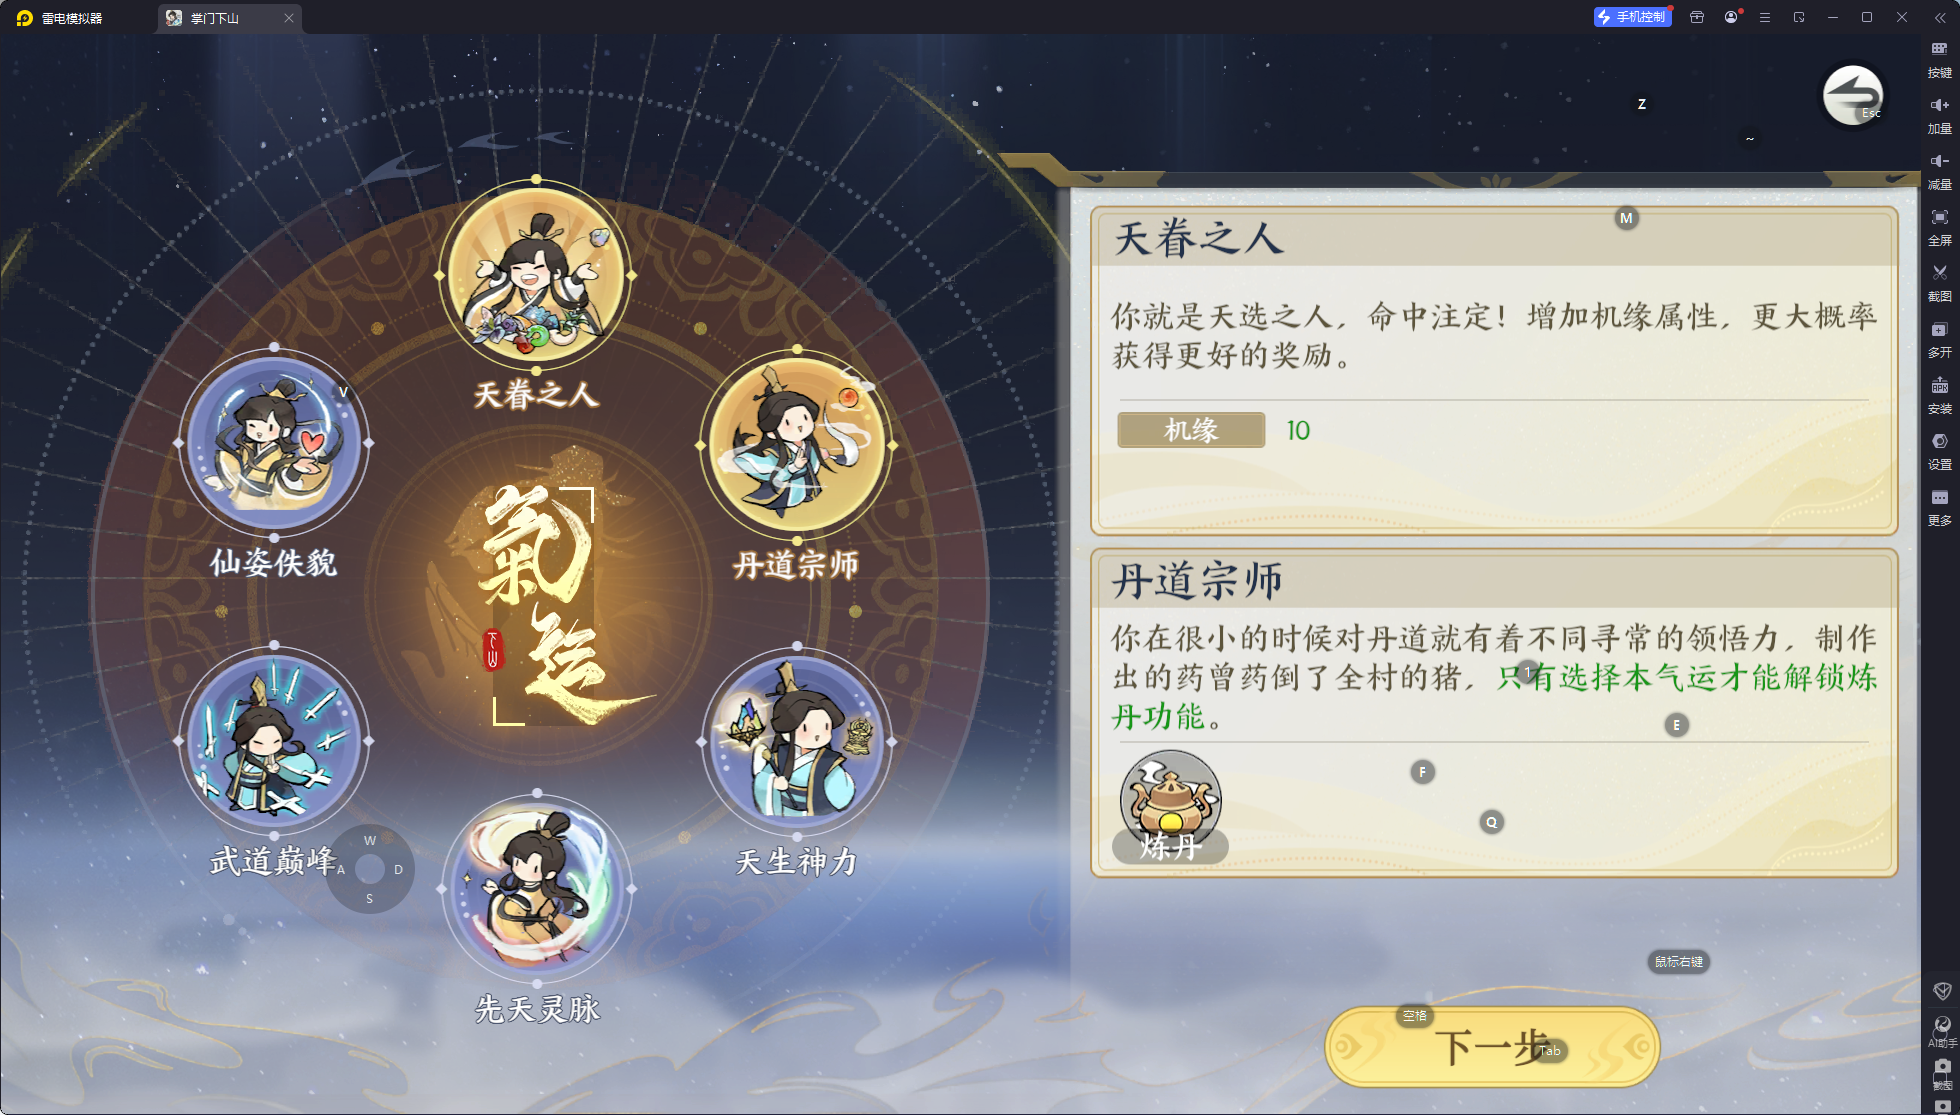 雷电模拟器
掌门下山
手机控制
Z
Esc
~
天眷之人
M
你就是天选之人，命中注定！增加机缘属性，更大概率
获得更好的奖励。
机缘 10
丹道宗师
你在很小的时候对丹道就有着不同寻常的领悟力，制作
出的药曾药倒了全村的猪，只有选择本气运才能解锁炼
丹功能。
1
E
F
Q
炼丹
鼠标右键
空格
下一步
Tab
天眷之人
V
仙姿佚貌
丹道宗师
氣运
下山
武道巅峰
W
A
D
S
天生神力
先天灵脉
按键
加量
减量
全屏
截图
多开
安装
设置
更多
AI助手
截图